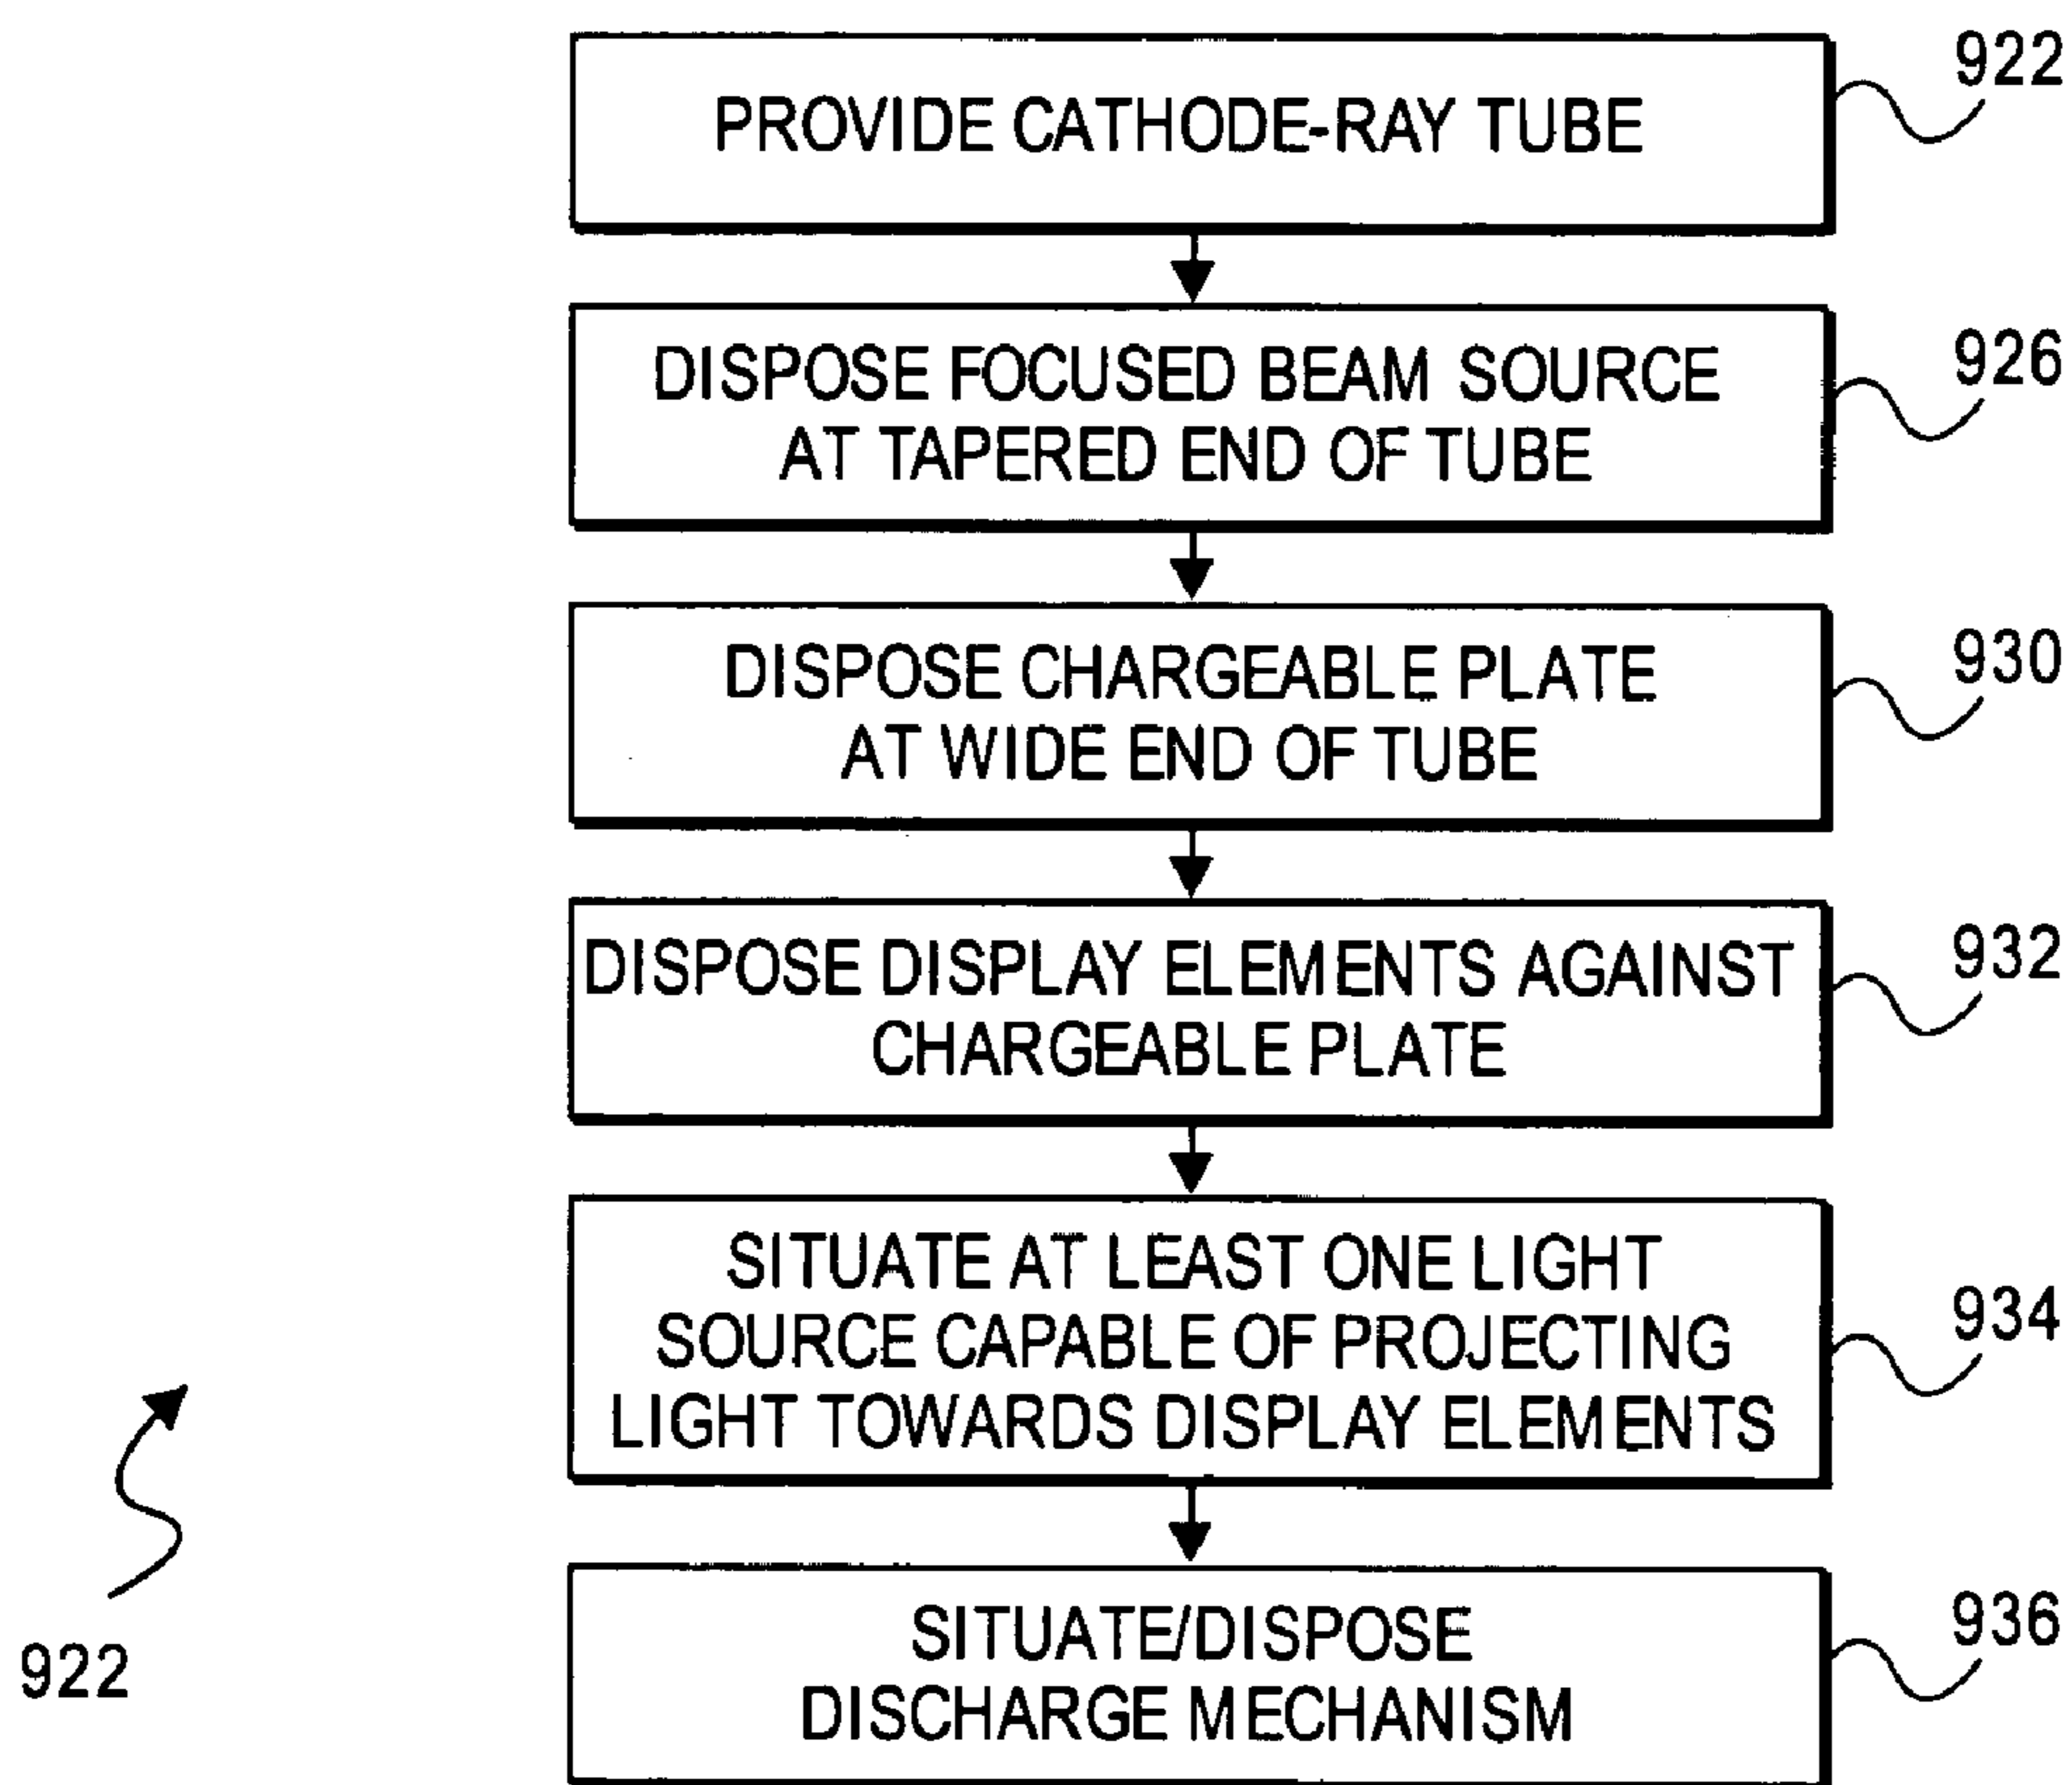 PROVIDE CATHODE-RAY TUBE
922
DISPOSE FOCUSED BEAM SOURCE
AT TAPERED END OF TUBE
926
DISPOSE CHARGEABLE PLATE
AT WIDE END OF TUBE
930
DISPOSE DISPLAY ELEMENTS AGAINST
CHARGEABLE PLATE
932
SITUATE AT LEAST ONE LIGHT
SOURCE CAPABLE OF PROJECTING
LIGHT TOWARDS DISPLAY ELEMENTS
934
SITUATE/DISPOSE
DISCHARGE MECHANISM
936
922